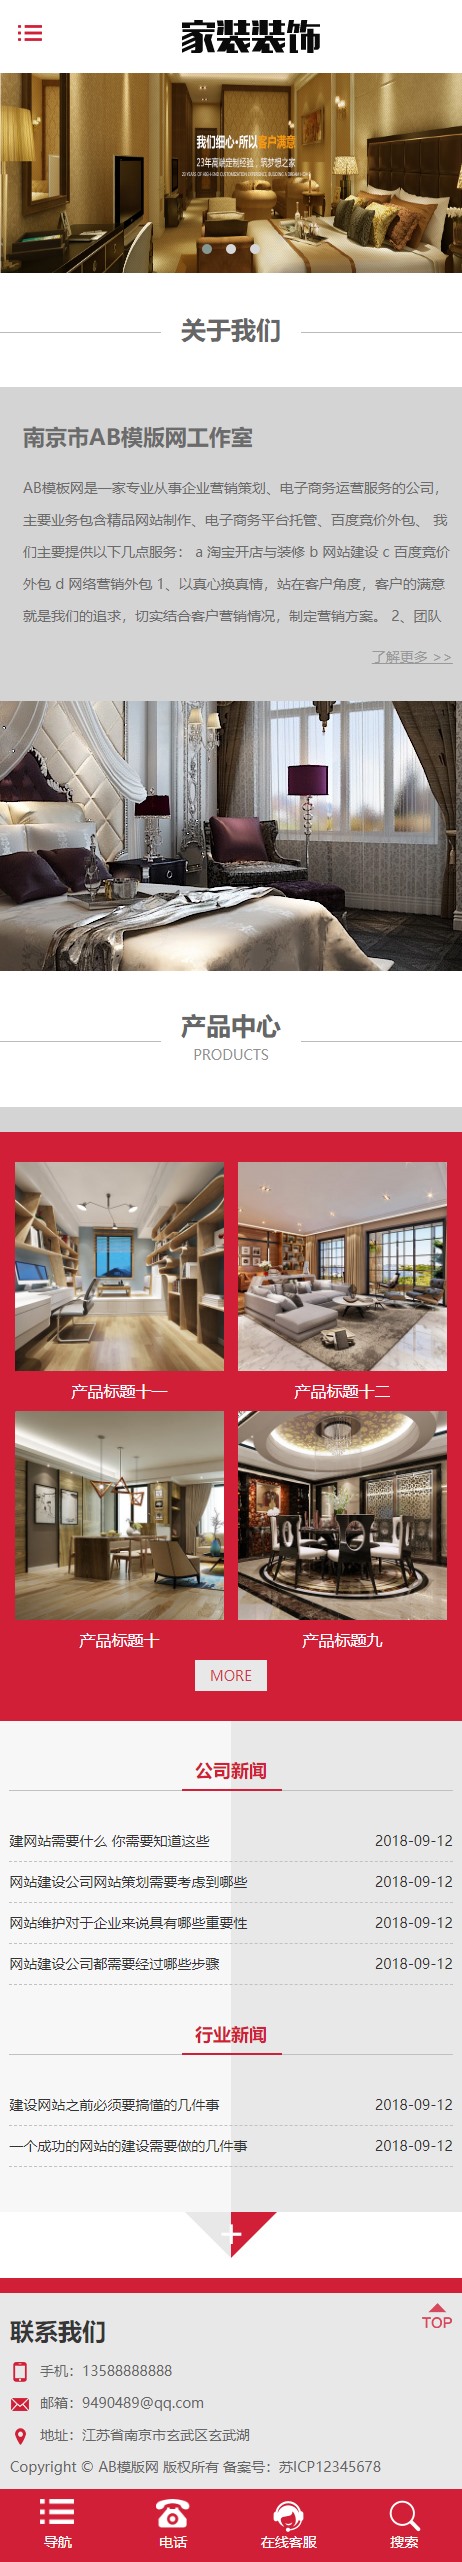 家装装饰
我们细心·所以客户满意
23年高端定制经验，筑梦想之家
关于我们
南京市AB模版网工作室
AB模板网是一家专业从事企业营销策划、电子商务运营服务的公司，
主要业务包含精品网站制作、电子商务平台托管、百度竞价外包、 我
们主要提供以下几点服务： a 淘宝开店与装修 b 网站建设 c 百度竞价
外包 d 网络营销外包 1、以真心换真情，站在客户角度，客户的满意
就是我们的追求，切实结合客户营销情况，制定营销方案。 2、团队
了解更多 >>
产品中心
PRODUCTS
产品标题十一
产品标题十二
产品标题十
产品标题九
MORE
公司新闻
建网站需要什么 你需要知道这些 2018-09-12
网站建设公司网站策划需要考虑到哪些 2018-09-12
网站维护对于企业来说具有哪些重要性 2018-09-12
网站建设公司都需要经过哪些步骤 2018-09-12
行业新闻
建设网站之前必须要搞懂的几件事 2018-09-12
一个成功的网站的建设需要做的几件事 2018-09-12
TOP
联系我们
手机：13588888888
邮箱：9490489@qq.com
地址：江苏省南京市玄武区玄武湖
Copyright © AB模版网 版权所有 备案号：苏ICP12345678
导航 电话 在线客服 搜索